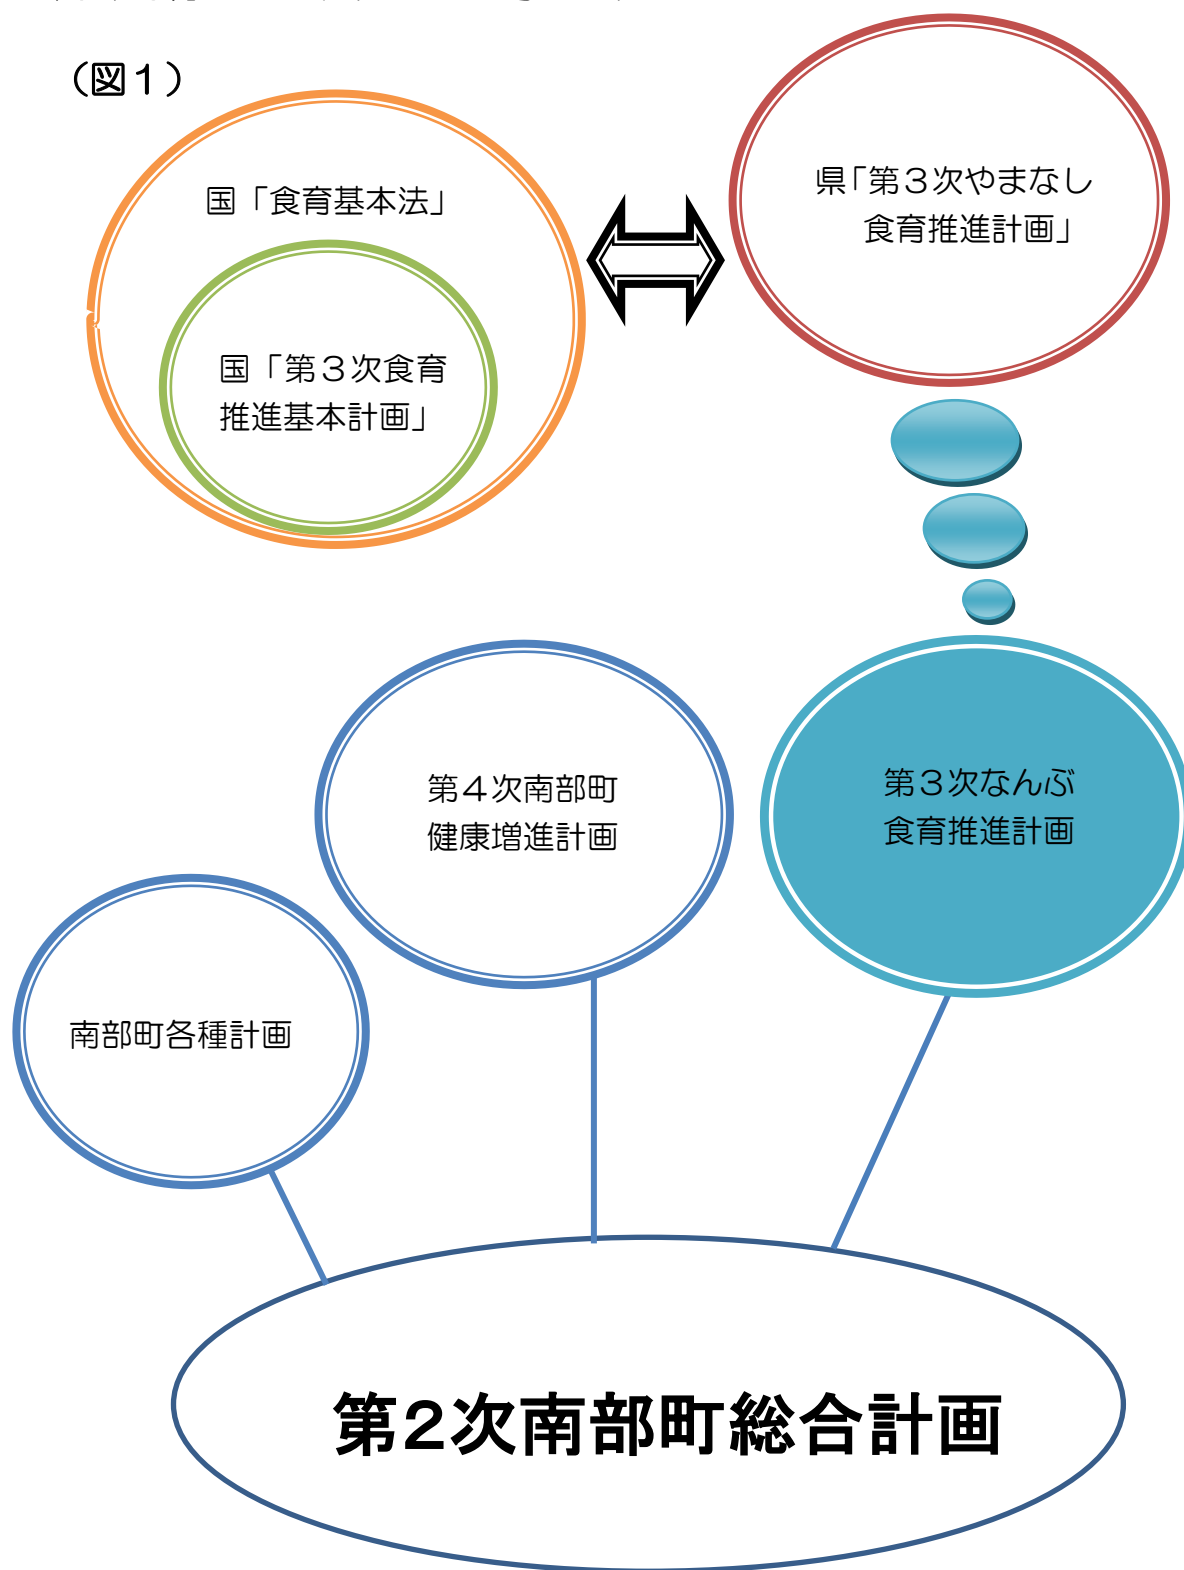 （図１）
国「食育基本法」
国「第３次食育
推進基本計画」
県「第３次やまなし
食育推進計画」
第４次南部町
健康増進計画
第３次なんぶ
食育推進計画
南部町各種計画
第２次南部町総合計画